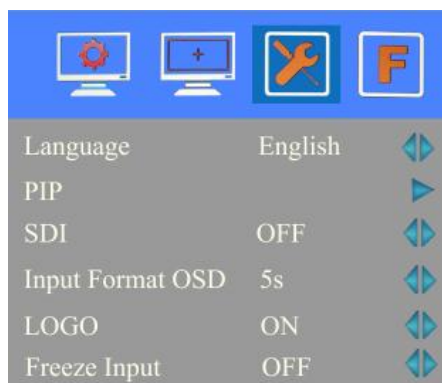 F
Language English
PIP
SDI OFF
Input Format OSD 5s
LOGO ON
Freeze Input OFF